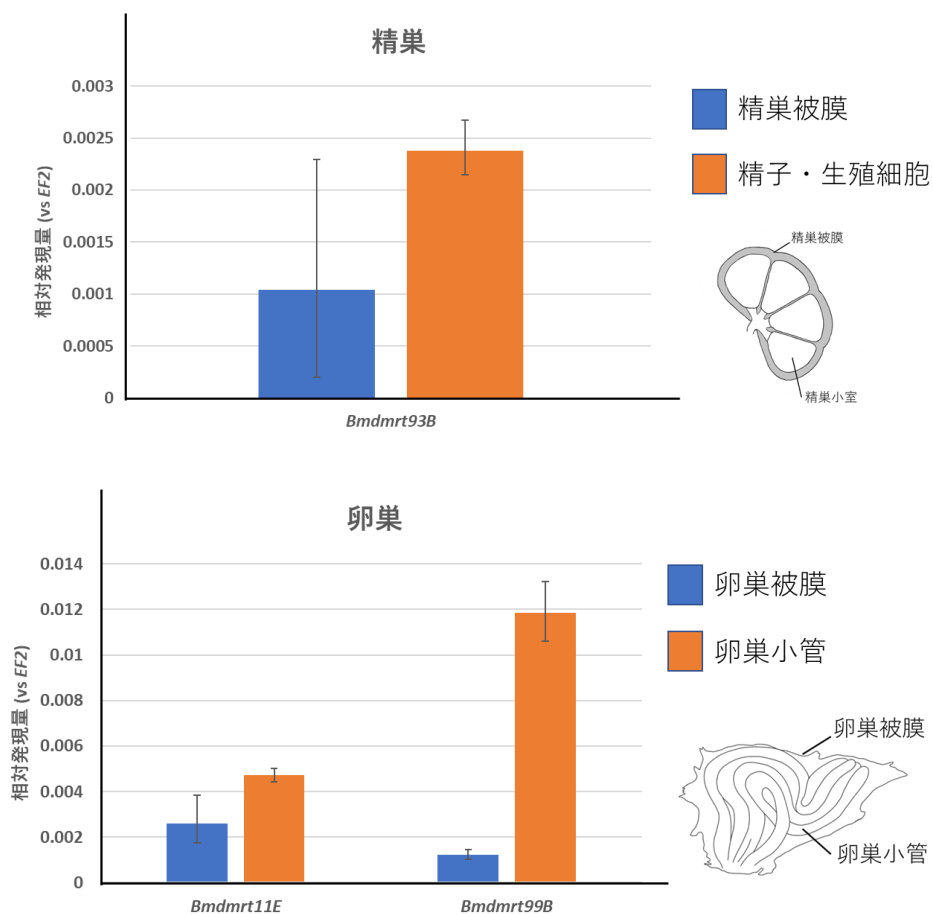 精巣
0.003
0.0025
0.002
0.0015
0.001
0.0005
0
相対発現量 (vs EF2)
Bmdmrt93B
精巣被膜
精子・生殖細胞
精巣被膜
精巣小室
卵巣
0.014
0.012
0.01
0.008
0.006
0.004
0.002
0
相対発現量 (vs EF2)
Bmdmrt11E
Bmdmrt99B
卵巣被膜
卵巣小管
卵巣被膜
卵巣小管